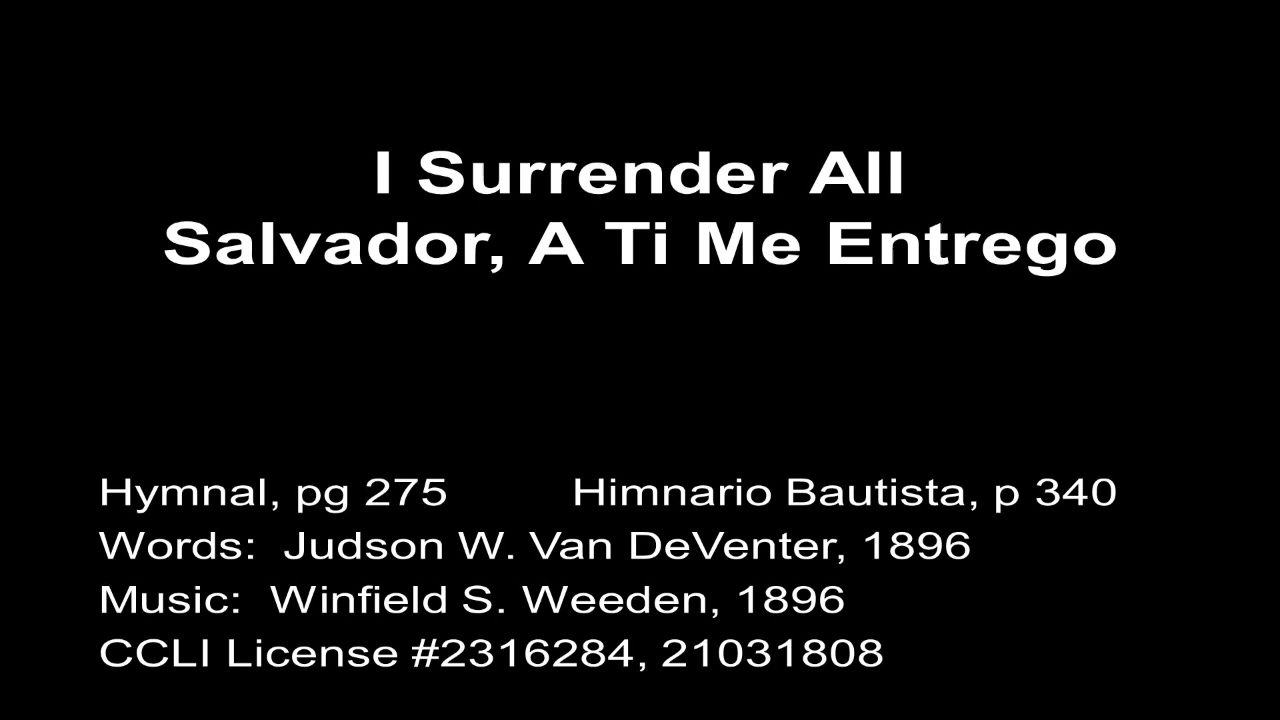 I Surrender All
Salvador, A Ti Me Entrego
Hymnal, pg 275 Himnario Bautista, p 340
Words: Judson W. Van DeVenter, 1896
Music: Winfield S. Weeden, 1896
CCLI License #2316284, 21031808